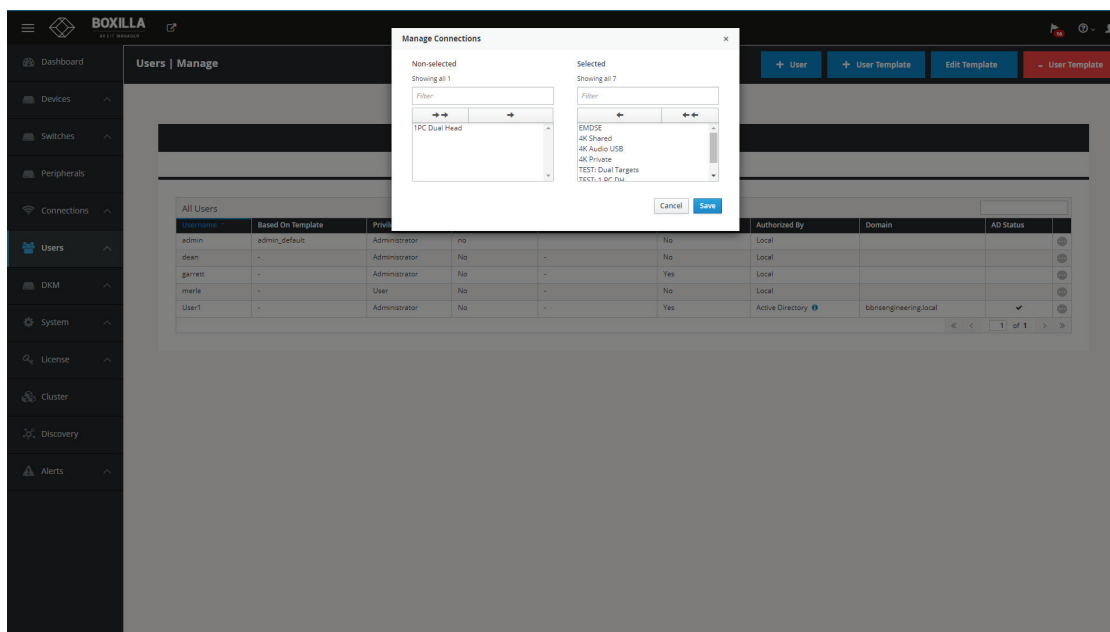 BOXILLA
Dashboard
Devices
Switches
Peripherals
Connections
Users
DKM
System
License
Cluster
Discovery
Alerts
Users | Manage
+ User
+ User Template
Edit Template
- User Template
Manage Connections
×
Non-selected
Showing all 1
Filter
1PC Dual Head
Selected
Showing all 7
Filter
EMDSE
4K Shared
4K Audio USB
4K Private
TEST: Dual Targets
TEST: 1 PC DH
Cancel Save
All Users
Username Based On Template Authorized By Domain AD Status
admin admin_default Administrator no No Local
dean - Administrator No - No Local
garrett - Administrator No - Yes Local
merle - User No - No Local
User1 - Administrator No - Yes Active Directory bbnsengineering.local
1 of 1